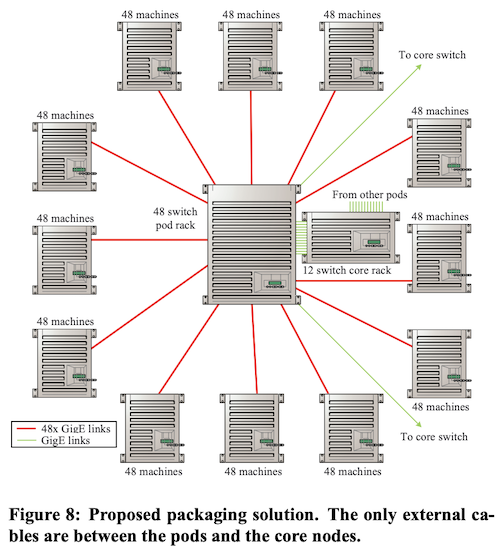 48 machines
48 machines
48 machines
To core switch
48 machines
48 machines
From other pods
48 machines
48 switch
pod rack
48 machines
12 switch core rack
48 machines
48 machines
48x GigE links
GigE links
To core switch
48 machines
48 machines
48 machines
Figure 8: Proposed packaging solution. The only external ca-
bles are between the pods and the core nodes.